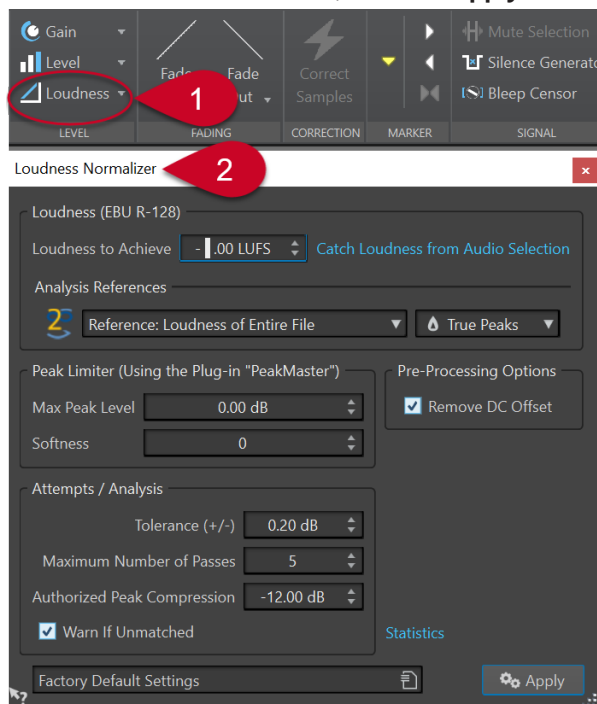 Gain
Mute Selection
Level
Silence Generato
Loudness
1
Fade
Correct
Samples
Bleep Censor
LEVEL
FADING
CORRECTION
MARKER
SIGNAL
Loudness Normalizer
2
Loudness (EBU R-128)
Loudness to Achieve
.00 LUFS
Catch Loudness from Audio Selection
Analysis References
Reference: Loudness of Entire File
True Peaks
Peak Limiter (Using the Plug-in "PeakMaster")
Pre-Processing Options
Max Peak Level
0.00 dB
Remove DC Offset
Softness
0
Attempts / Analysis
Tolerance (+/-)
0.20 dB
Maximum Number of Passes
5
Authorized Peak Compression
-12.00 dB
Warn If Unmatched
Statistics
Factory Default Settings
Apply